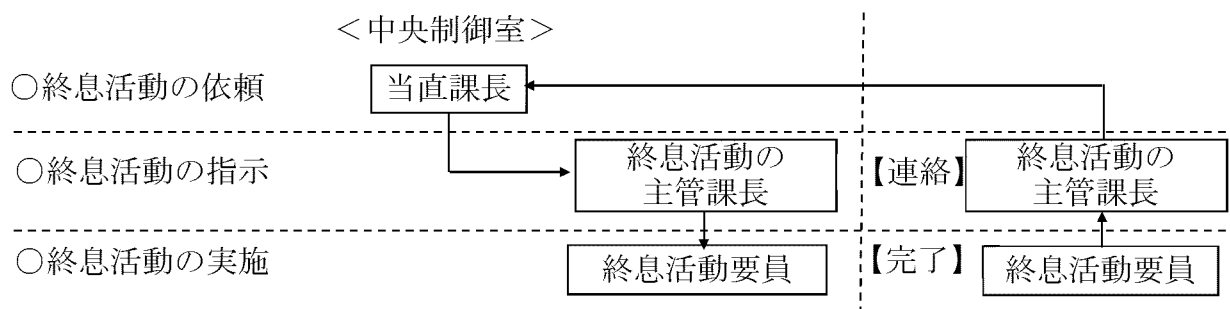 ＜中央制御室＞
○終息活動の依頼
当直課長
○終息活動の指示
終息活動の
主管課長
【連絡】
終息活動の
主管課長
○終息活動の実施
終息活動要員
【完了】
終息活動要員